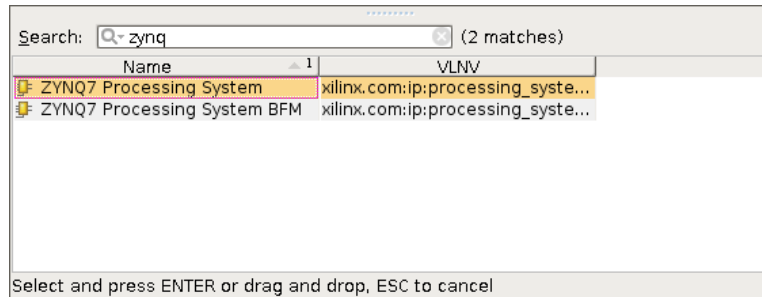 Search: zynq (2 matches)
Name 1 VLNV
ZYNQ7 Processing System xilinx.com:ip:processing_syste...
ZYNQ7 Processing System BFM xilinx.com:ip:processing_syste...
Select and press ENTER or drag and drop, ESC to cancel